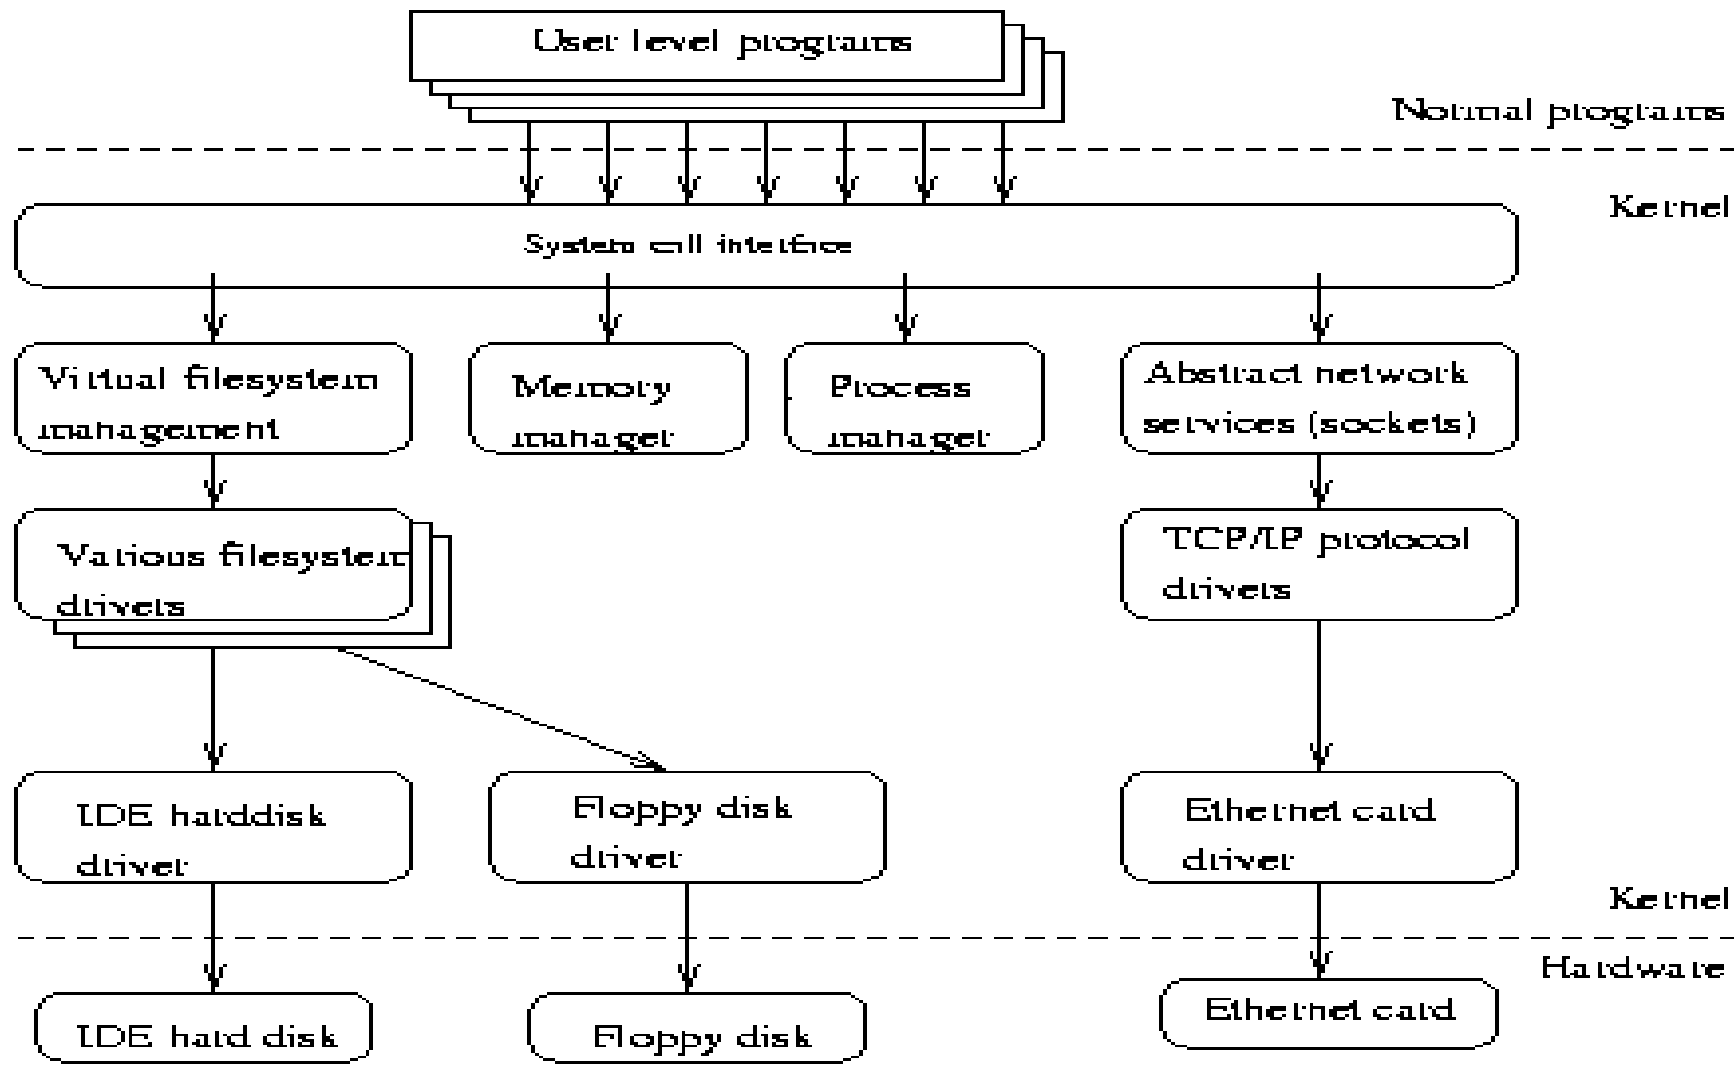 User level programs
Normal programs
Kernel
System call interface
Virtual filesystem
management
Memory
manager
Process
manager
Abstract network
services (sockets)
Various filesystem
drivers
TCP/IP protocol
drivers
IDE harddisk
driver
Floppy disk
driver
Ethernet card
driver
Kernel
Hardware
IDE hard disk
Floppy disk
Ethernet card